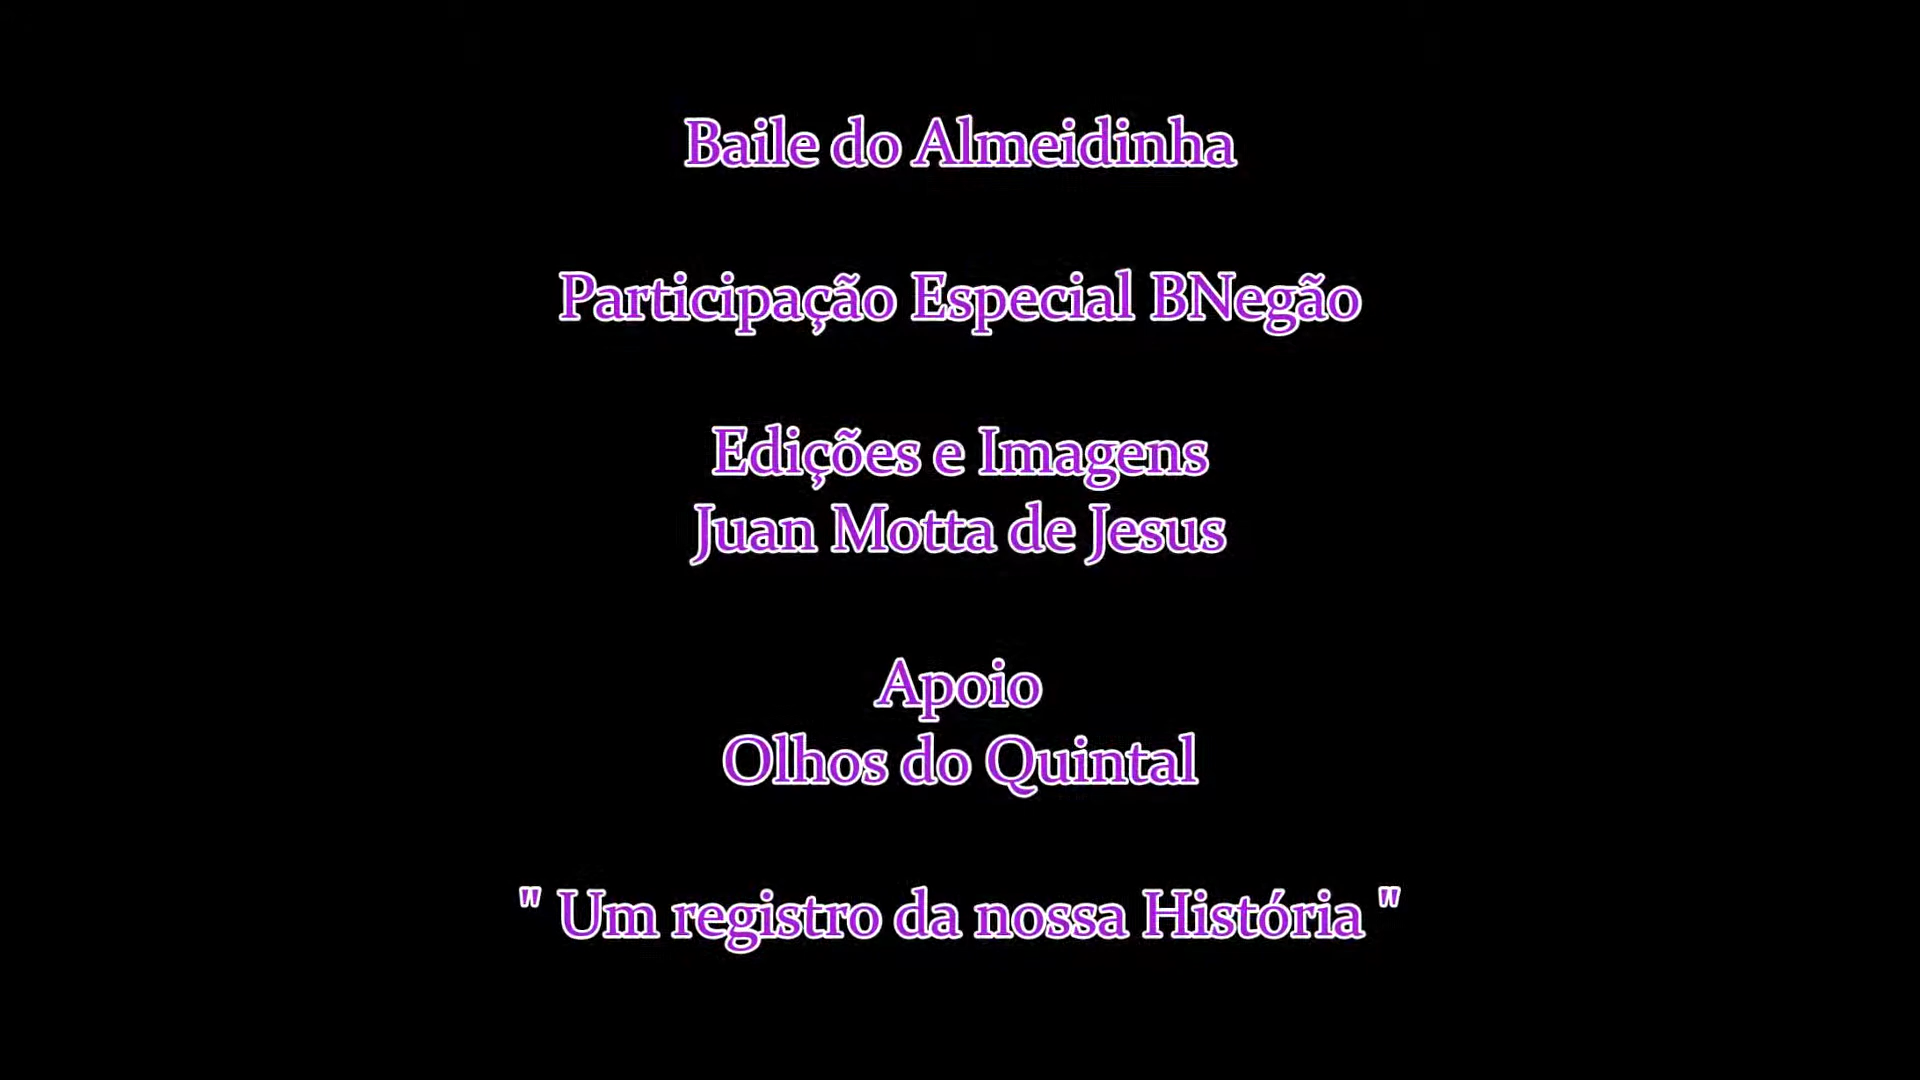 Baile do Almeidinha
Participação Especial BNegão
Edições e Imagens
Juan Motta de Jesus
Apoio
Olhos do Quintal
" Um registro da nossa História "